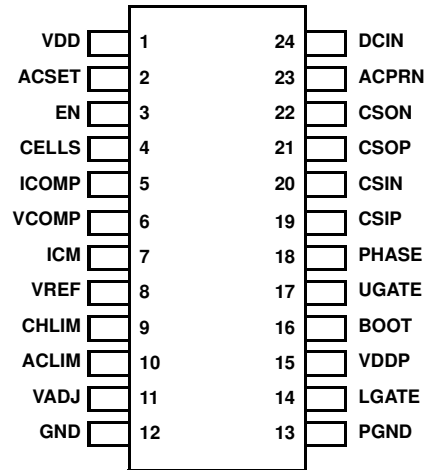 VDD 1 24 DCIN
ACSET 2 23 ACPRN
EN 3 22 CSON
CELLS 4 21 CSOP
ICOMP 5 20 CSIN
VCOMP 6 19 CSIP
ICM 7 18 PHASE
VREF 8 17 UGATE
CHLIM 9 16 BOOT
ACLIM 10 15 VDDP
VADJ 11 14 LGATE
GND 12 13 PGND